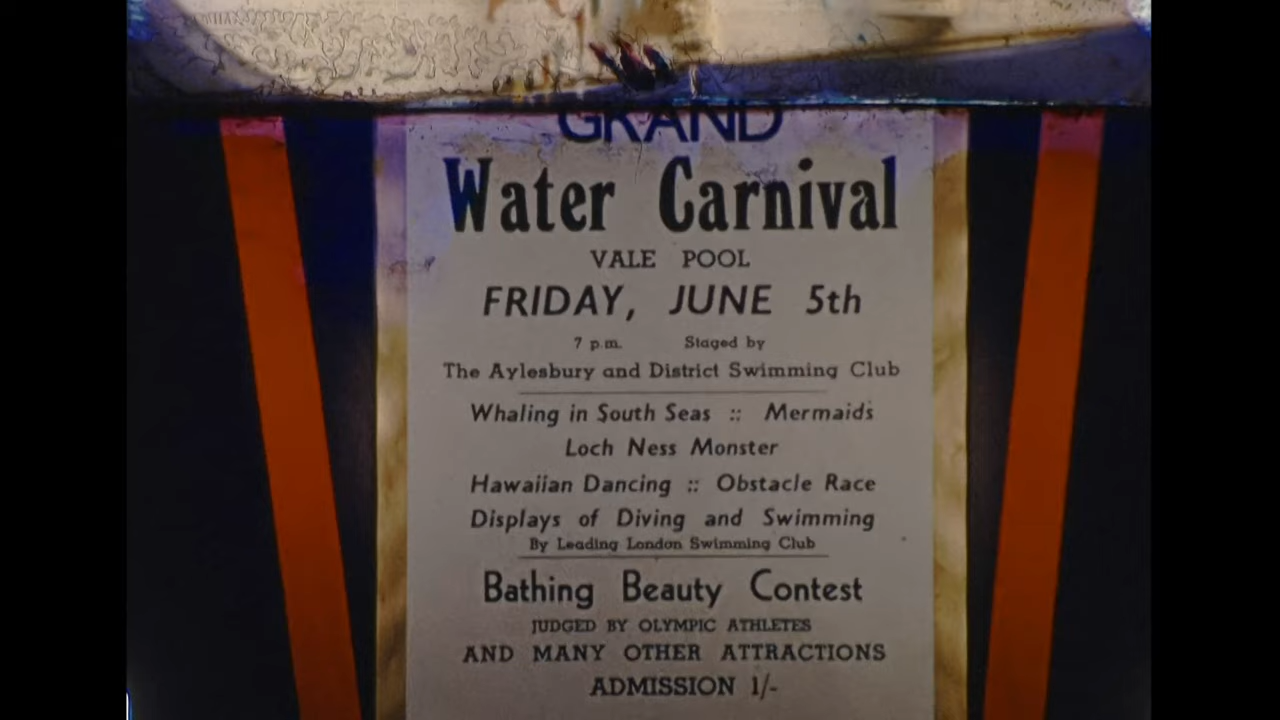 GRAND
Water Carnival
VALE POOL
FRIDAY, JUNE 5th
7 p.m. Staged by
The Aylesbury and District Swimming Club
Whaling in South Seas :: Mermaids
Loch Ness Monster
Hawaiian Dancing :: Obstacle Race
Displays of Diving and Swimming
By Leading London Swimming Club
Bathing Beauty Contest
JUDGED BY OLYMPIC ATHLETES
AND MANY OTHER ATTRACTIONS
ADMISSION 1/-